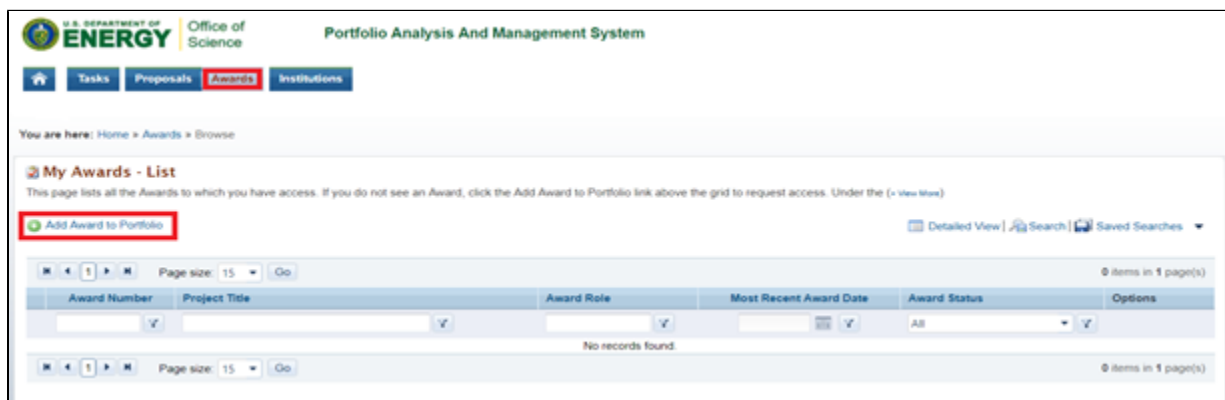 U.S. DEPARTMENT OF ENERGY Office of Science
Portfolio Analysis And Management System
Tasks Proposals Awards Institutions
You are here: Home » Awards » Browse
My Awards - List
This page lists all the Awards to which you have access. If you do not see an Award, click the Add Award to Portfolio link above the grid to request access. Under the (» View More)
Add Award to Portfolio Detailed View | Search | Saved Searches
1 Page size: 15 Go 0 items in 1 page(s)
Award Number Project Title Award Role Most Recent Award Date Award Status Options
All
No records found.
1 Page size: 15 Go 0 items in 1 page(s)